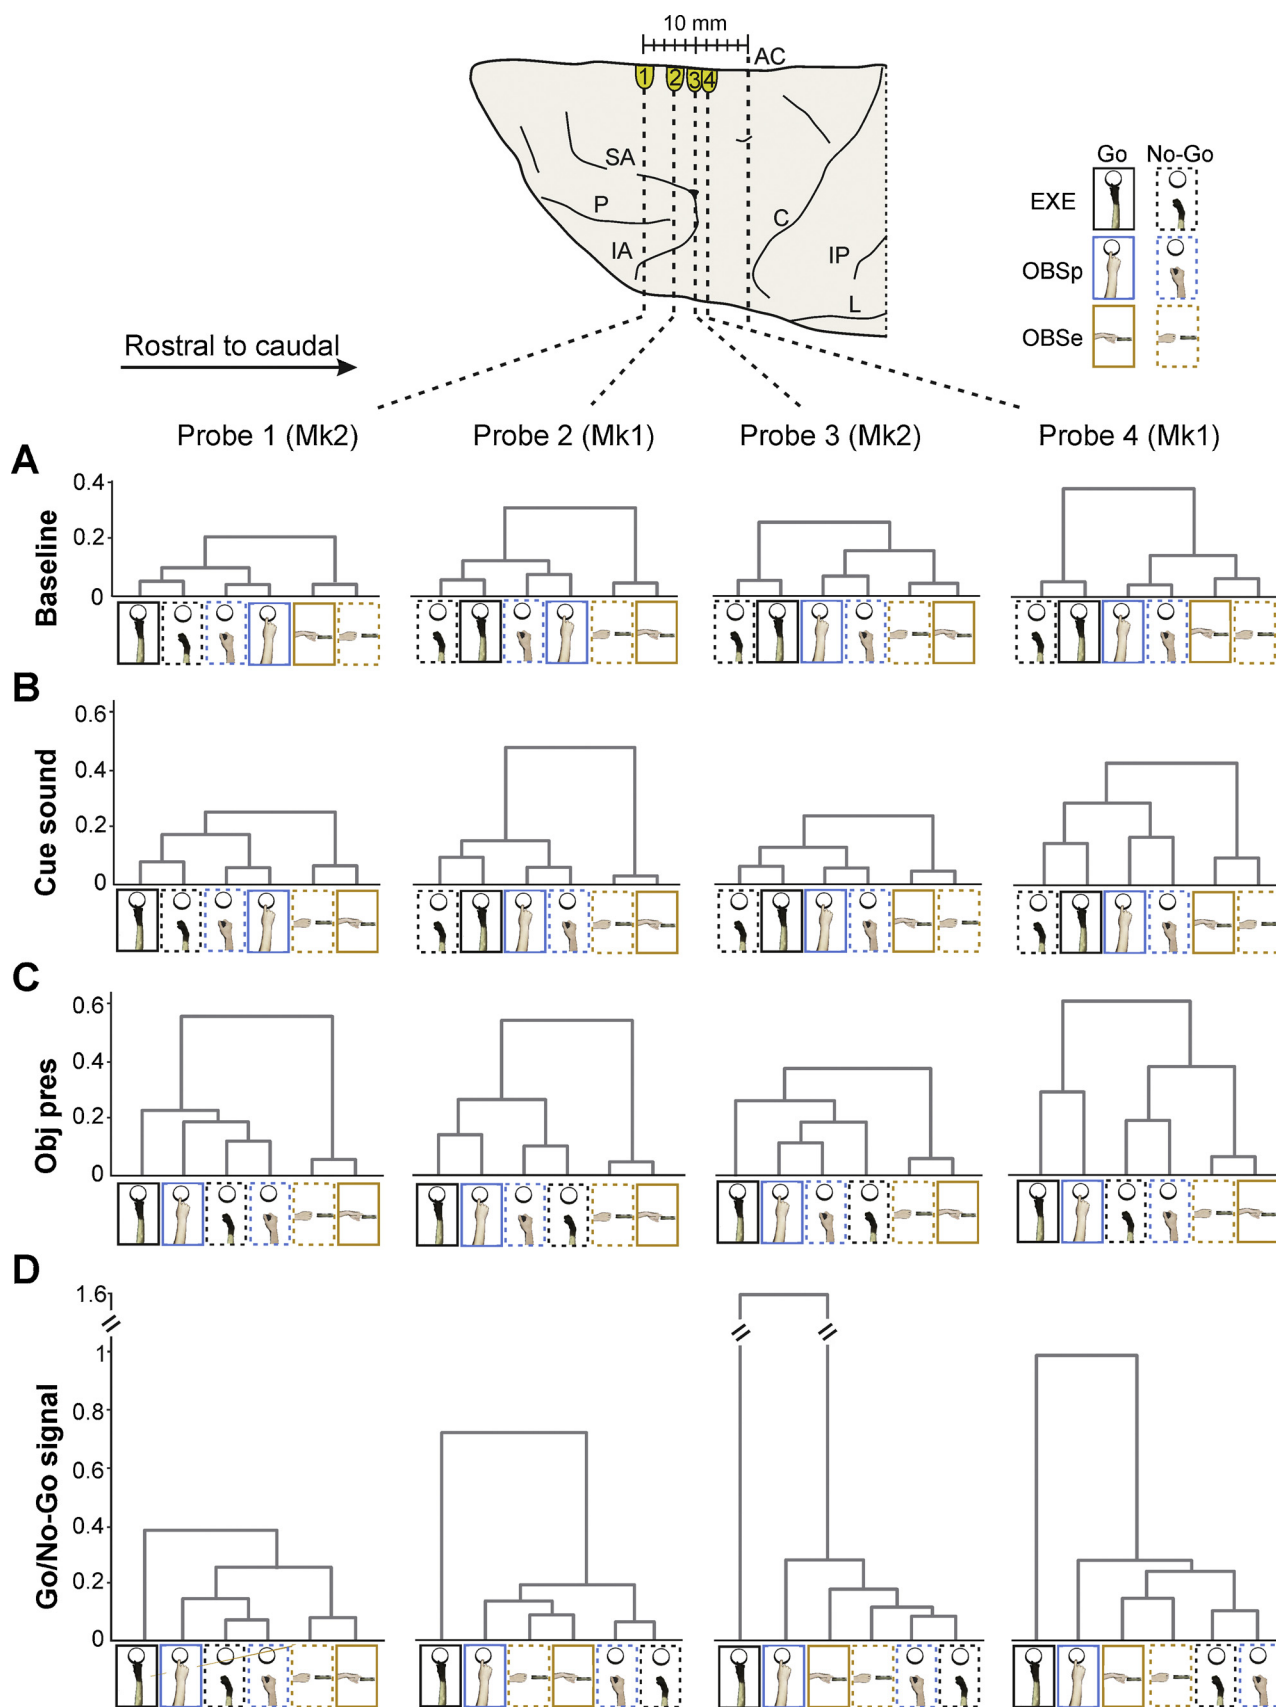 10 mm
AC
1 2 3 4
SA
P
IA
C
IP
L
Go No-Go
EXE
OBSp
OBSe
Rostral to caudal
Probe 1 (Mk2) Probe 2 (Mk1) Probe 3 (Mk2) Probe 4 (Mk1)
A
Baseline
0.4
0.2
0
B
Cue sound
0.6
0.4
0.2
0
C
Obj pres
0.6
0.4
0.2
0
D
Go/No-Go signal
1.6
1
0.8
0.6
0.4
0.2
0